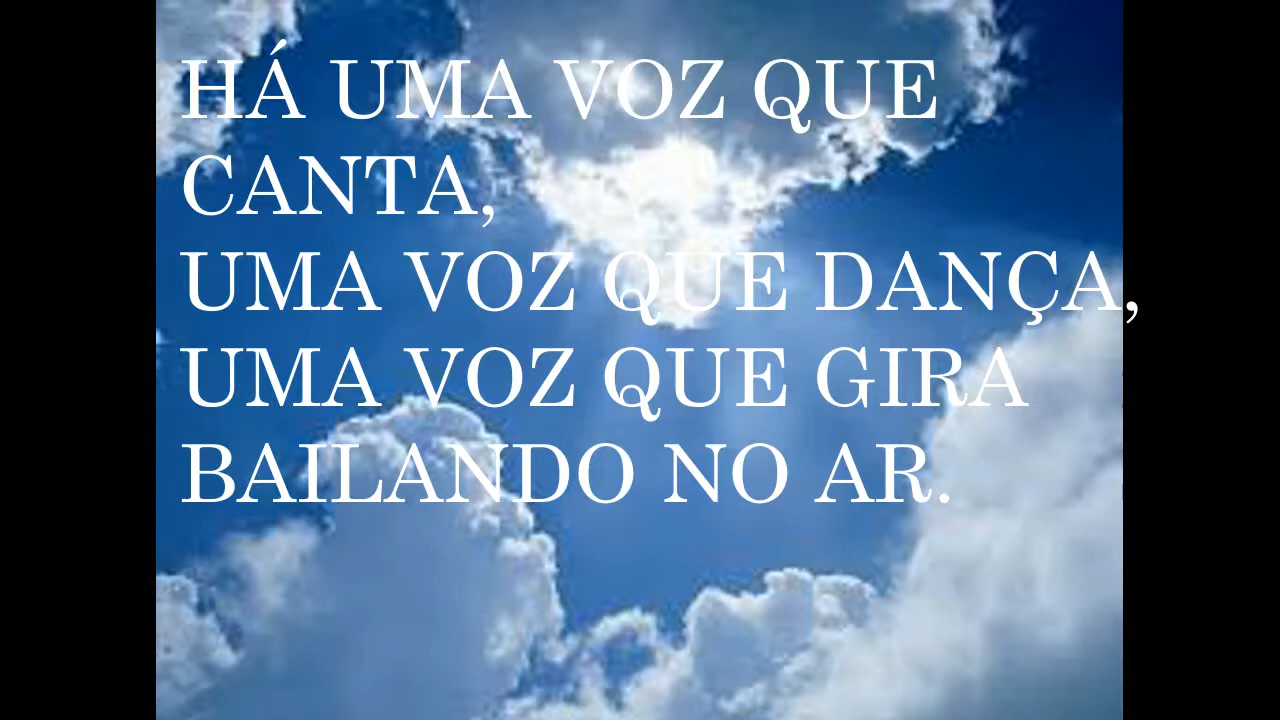 HÁ UMA VOZ QUE
CANTA,
UMA VOZ QUE DANÇA,
UMA VOZ QUE GIRA
BAILANDO NO AR.